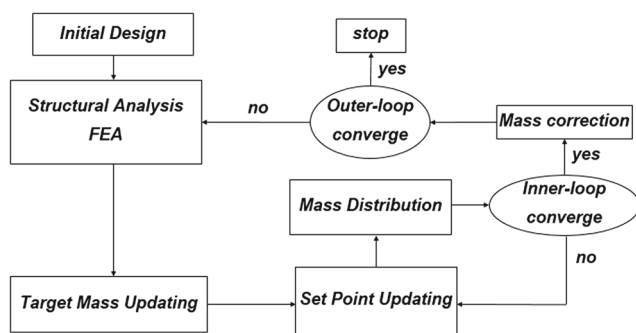 Initial Design
stop
yes
Structural Analysis
FEA
no
Outer-loop
converge
Mass correction
yes
Inner-loop
converge
Mass Distribution
no
Target Mass Updating
Set Point Updating